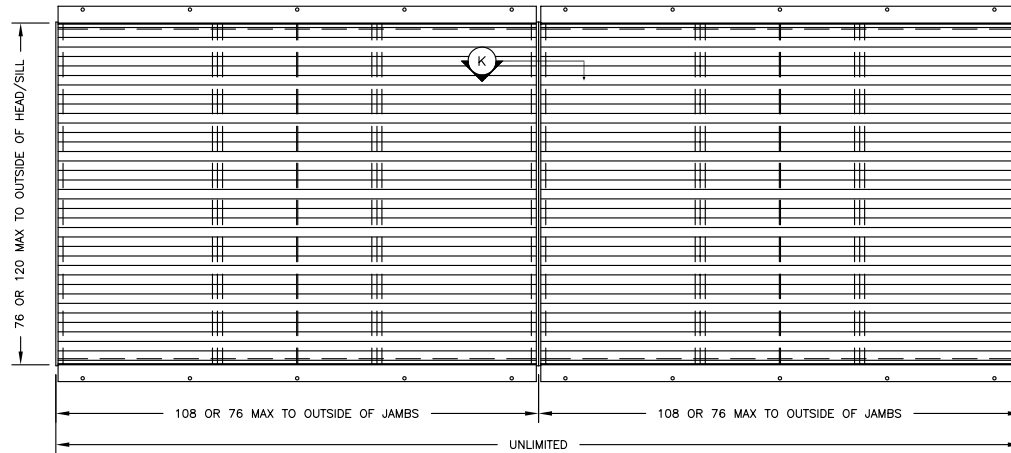 K
76 OR 120 MAX TO OUTSIDE OF HEAD/SILL
108 OR 76 MAX TO OUTSIDE OF JAMBS
108 OR 76 MAX TO OUTSIDE OF JAMBS
UNLIMITED